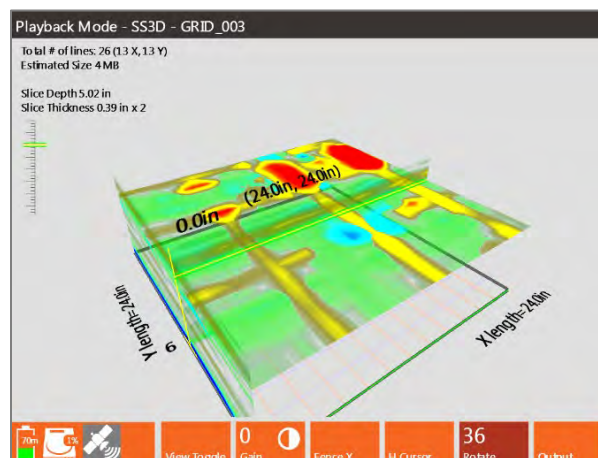 Playback Mode - SS3D - GRID_003
Total # of lines: 26 (13 X, 13 Y)
Estimated Size 4 MB
Slice Depth 5.02 in
Slice Thickness 0.39 in x 2
(24.0in, 24.0in)
0.0in
Y length=24.0in
X length=24.0in
70m
1%
0
36
View Toggle
Gain
Fence X
H Cursor
Rotate
Output